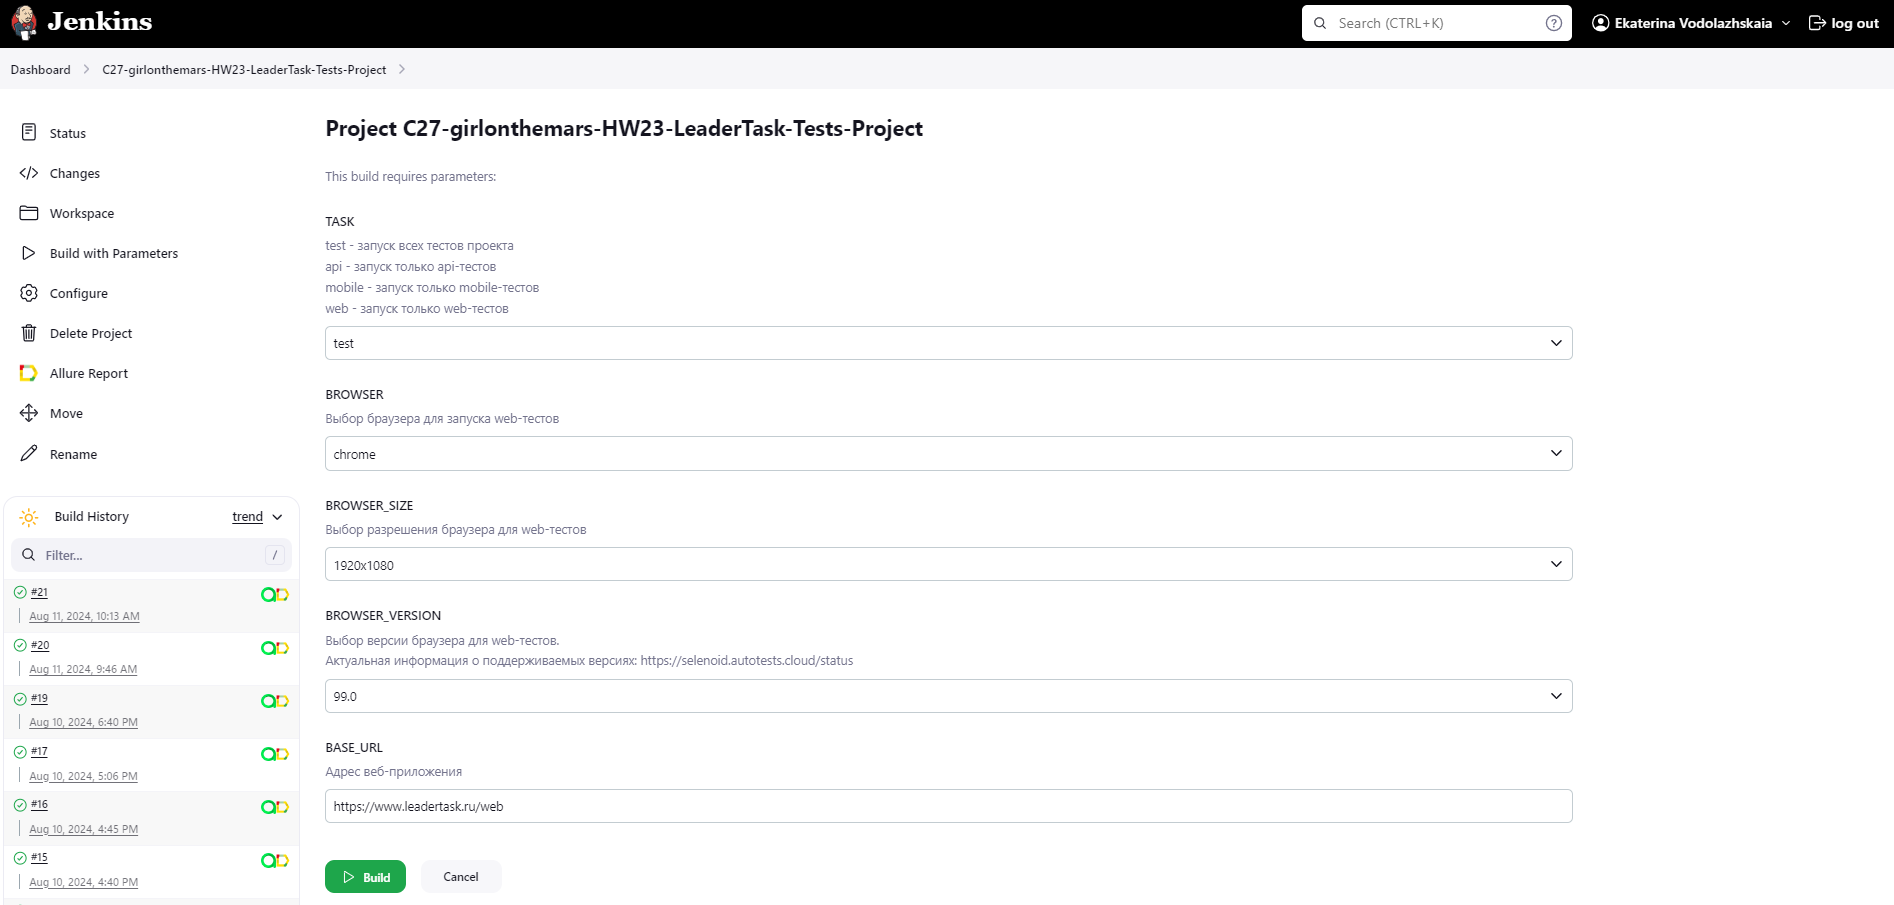 Jenkins
Search (CTRL+K)
?
Ekaterina Vodolazhskaia
log out
Dashboard
C27-girlonthemars-HW23-LeaderTask-Tests-Project
Status
Changes
Workspace
Build with Parameters
Configure
Delete Project
Allure Report
Move
Rename
Build History
trend
Filter...
/
#21
Aug 11, 2024, 10:13 AM
#20
Aug 11, 2024, 9:46 AM
#19
Aug 10, 2024, 6:40 PM
#17
Aug 10, 2024, 5:06 PM
#16
Aug 10, 2024, 4:45 PM
#15
Aug 10, 2024, 4:40 PM
Project C27-girlonthemars-HW23-LeaderTask-Tests-Project
This build requires parameters:
TASK
test - запуск всех тестов проекта
api - запуск только api-тестов
mobile - запуск только mobile-тестов
web - запуск только web-тестов
test
BROWSER
Выбор браузера для запуска web-тестов
chrome
BROWSER_SIZE
Выбор разрешения браузера для web-тестов
1920x1080
BROWSER_VERSION
Выбор версии браузера для web-тестов.
Актуальная информация о поддерживаемых версиях: https://selenoid.autotests.cloud/status
99.0
BASE_URL
Адрес веб-приложения
https://www.leadertask.ru/web
Build
Cancel